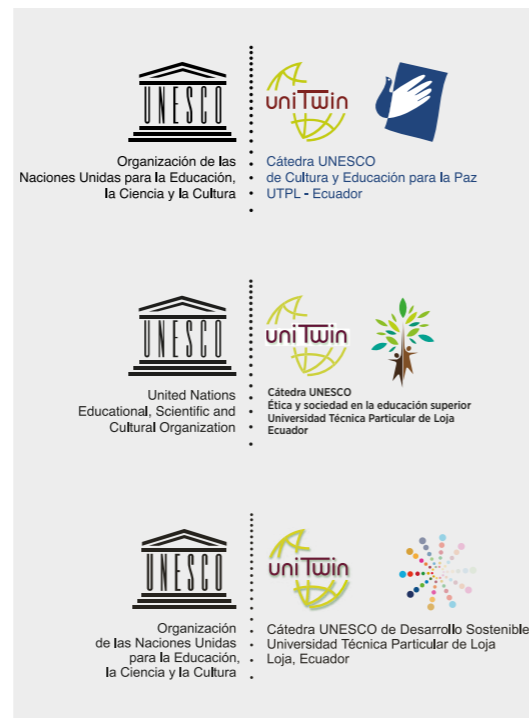 UNESCO
Organización de las
Naciones Unidas para la Educación,
la Ciencia y la Cultura
uniTwin
Cátedra UNESCO
de Cultura y Educación para la Paz
UTPL - Ecuador
UNESCO
United Nations
Educational, Scientific and
Cultural Organization
uniTwin
Cátedra UNESCO
Ética y sociedad en la educación superior
Universidad Técnica Particular de Loja
Ecuador
UNESCO
Organización
de las Naciones Unidas
para la Educación,
la Ciencia y la Cultura
uniTwin
Cátedra UNESCO de Desarrollo Sostenible
Universidad Técnica Particular de Loja
Loja, Ecuador